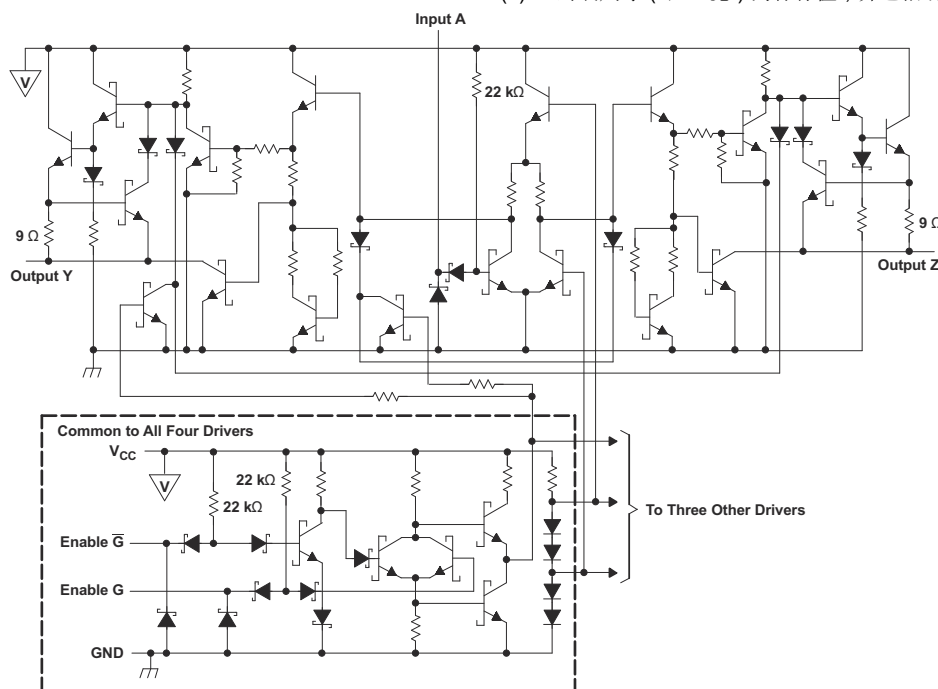 Input A
V
22 kΩ
9 Ω
9 Ω
Output Y
Output Z
Common to All Four Drivers
VCC
V
22 kΩ
22 kΩ
To Three Other Drivers
Enable G̅
Enable G
GND